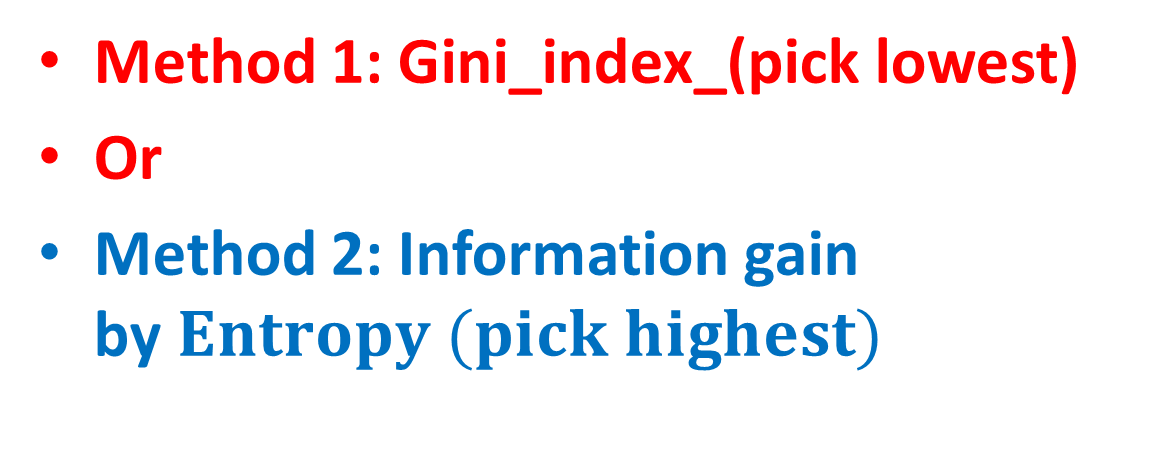 • Method 1: Gini_index_(pick lowest)
• Or
• Method 2: Information gain
by Entropy (pick highest)